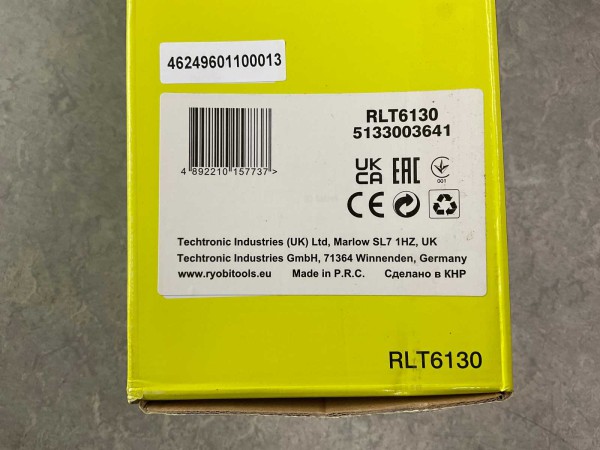 46249601100013
RLT6130
5133003641
4 892210 157737 >
UK
CA
EAC
001
CE
Techtronic Industries (UK) Ltd, Marlow SL7 1HZ, UK
Techtronic Industries GmbH, 71364 Winnenden, Germany
www.ryobitools.eu Made in P.R.C. Сделано в КНР
RLT6130